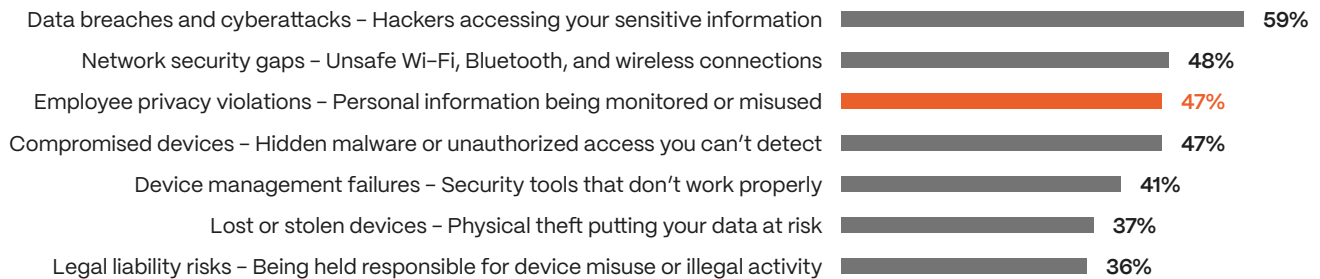 Data breaches and cyberattacks – Hackers accessing your sensitive information 59%
Network security gaps – Unsafe Wi-Fi, Bluetooth, and wireless connections 48%
Employee privacy violations – Personal information being monitored or misused 47%
Compromised devices – Hidden malware or unauthorized access you can't detect 47%
Device management failures – Security tools that don't work properly 41%
Lost or stolen devices – Physical theft putting your data at risk 37%
Legal liability risks – Being held responsible for device misuse or illegal activity 36%